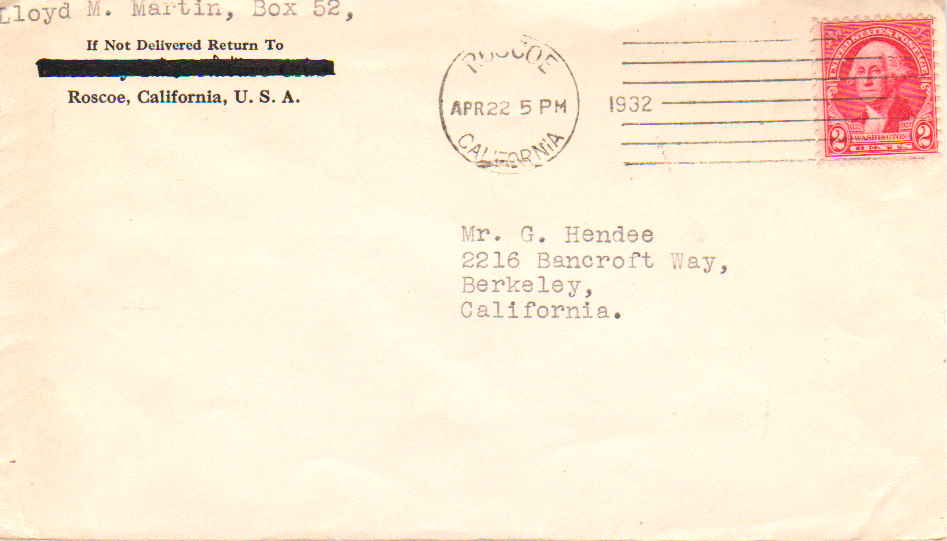 Lloyd M. Martin, Box 52,
If Not Delivered Return To
Roscoe, California, U. S. A.
ROSCOE
APR 22 5 PM
1932
CALIFORNIA
UNITED STATES POSTAGE
2 WASHINGTON 2
Mr. G. Hendee
2216 Bancroft Way,
Berkeley,
California.